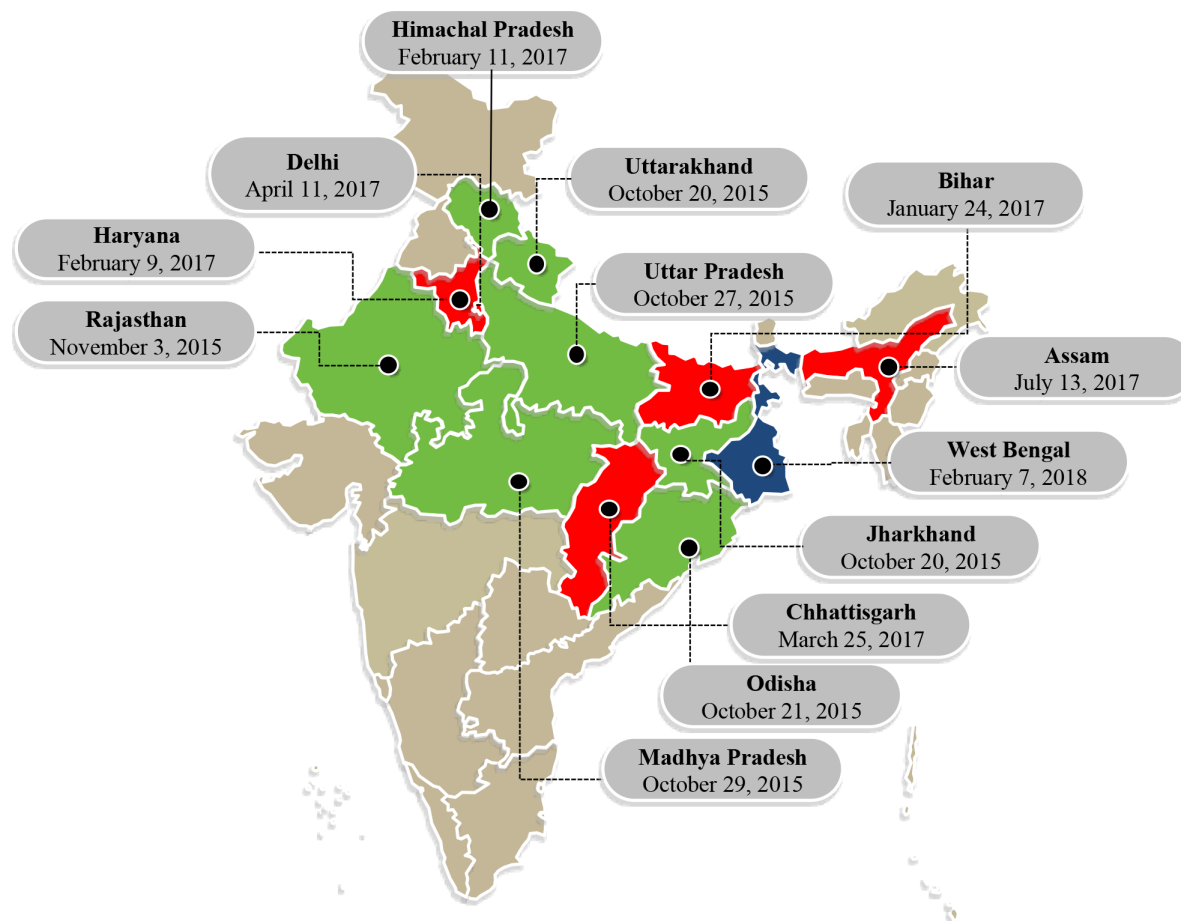 Himachal Pradesh
February 11, 2017
Delhi
April 11, 2017
Uttarakhand
October 20, 2015
Bihar
January 24, 2017
Haryana
February 9, 2017
Uttar Pradesh
October 27, 2015
Rajasthan
November 3, 2015
Assam
July 13, 2017
West Bengal
February 7, 2018
Jharkhand
October 20, 2015
Chhattisgarh
March 25, 2017
Odisha
October 21, 2015
Madhya Pradesh
October 29, 2015